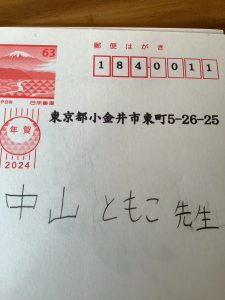 63
NIPPON 日本郵便
年賀
2024
郵便はがき
1840011
東京都小金井市東町5-26-25
中山 ともこ 先生